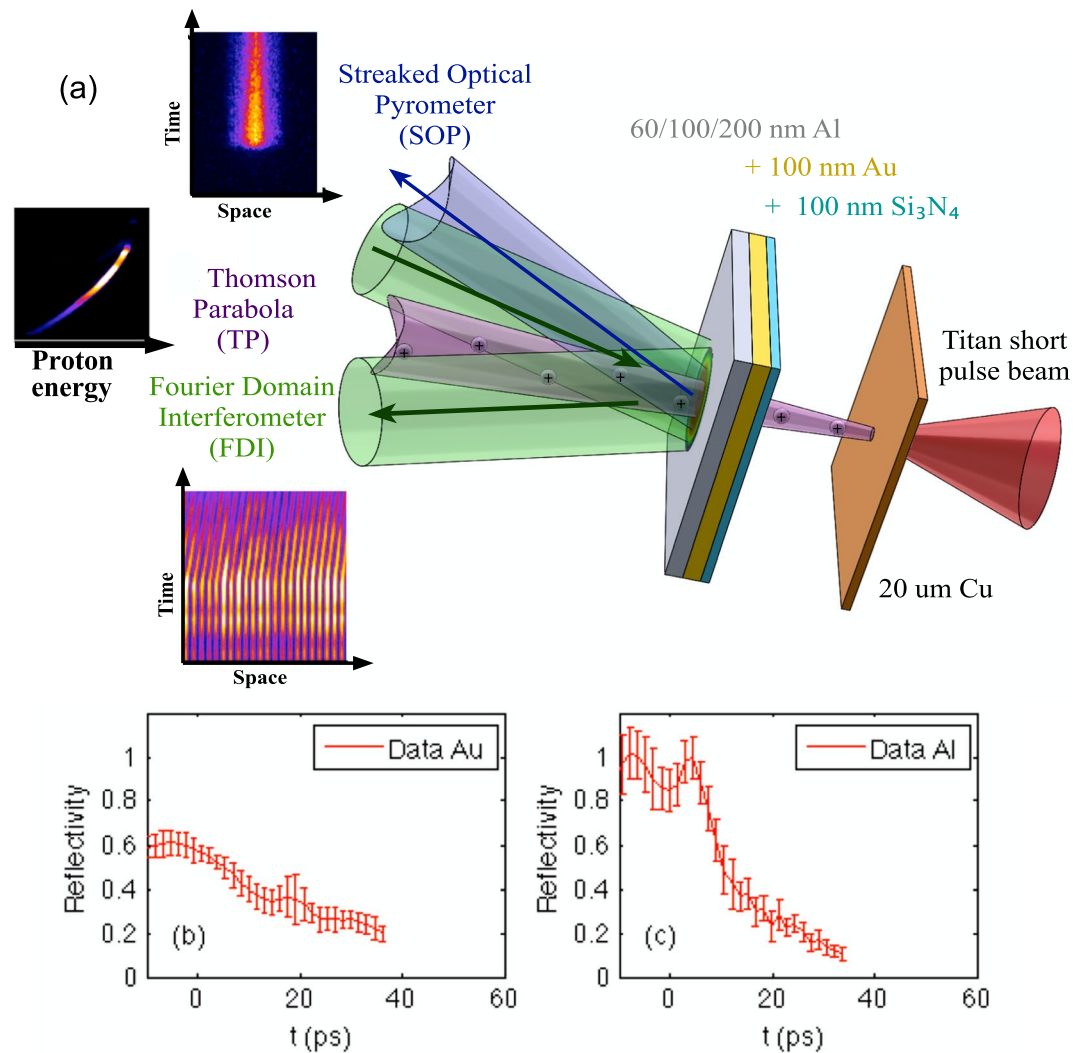 (a)
Time
Space
Streaked Optical
Pyrometer
(SOP)
60/100/200 nm Al
+ 100 nm Au
+ 100 nm Si₃N₄
Thomson
Parabola
(TP)
Proton
energy
Fourier Domain
Interferometer
(FDI)
Titan short
pulse beam
20 um Cu
+ + + + + + +
Time
Space
Data Au
Reflectivity
1
0.8
0.6
0.4
0.2
0
(b)
0 20 40 60
t (ps)
Data Al
Reflectivity
1
0.8
0.6
0.4
0.2
0
(c)
0 20 40 60
t (ps)